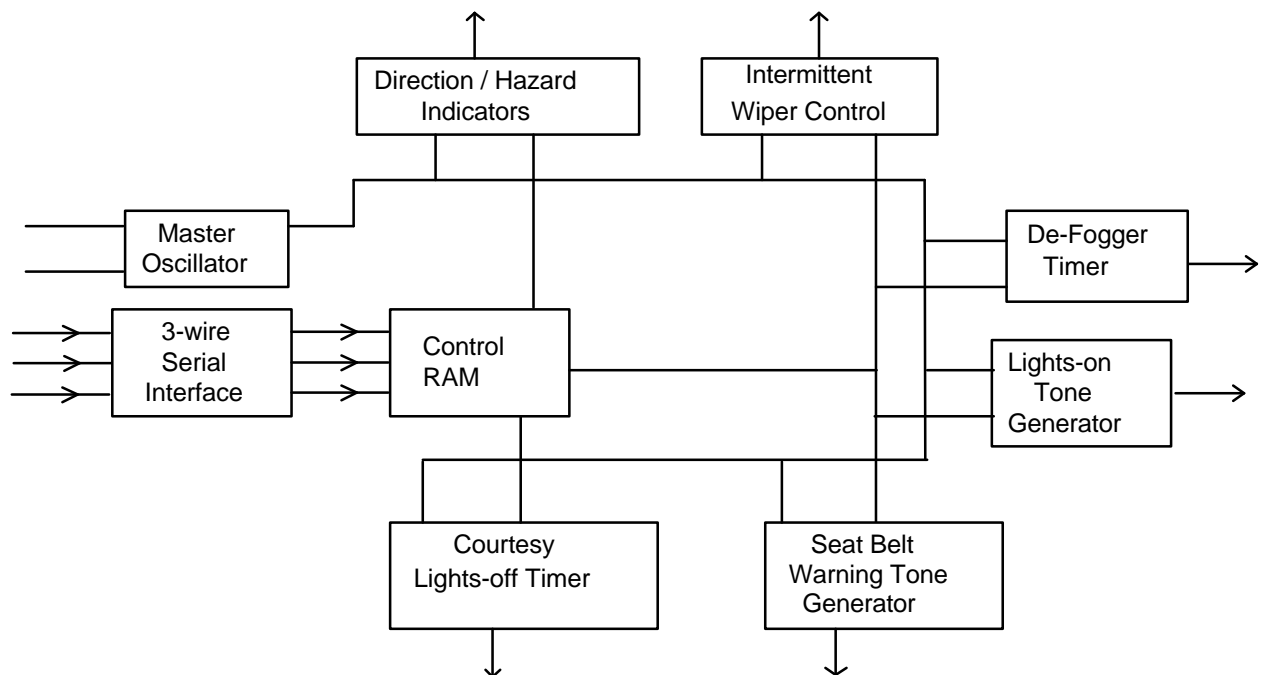 Direction / Hazard
Indicators
Intermittent
Wiper Control
Master
Oscillator
De-Fogger
Timer
3-wire
Serial
Interface
Control
RAM
Lights-on
Tone
Generator
Courtesy
Lights-off Timer
Seat Belt
Warning Tone
Generator